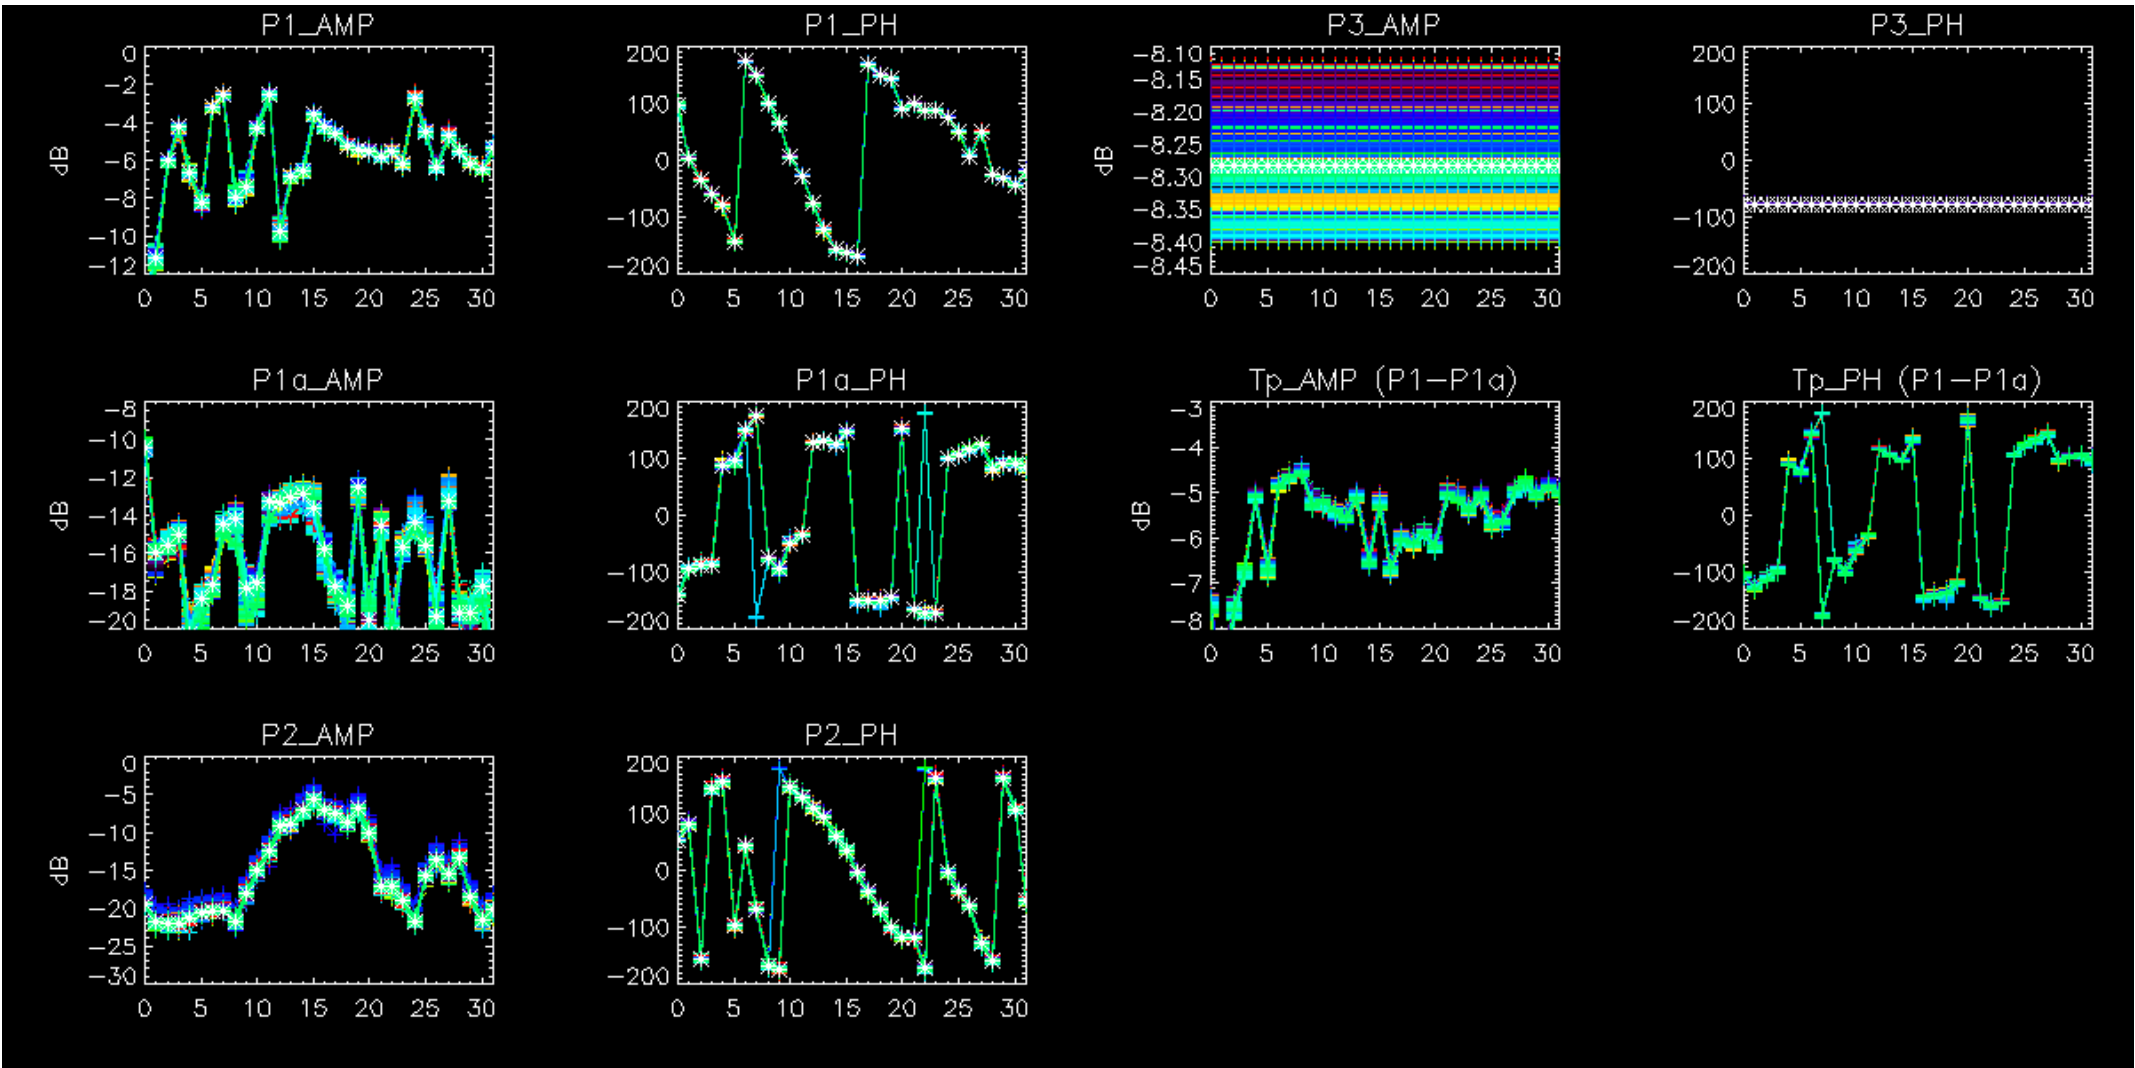 P1_AMP
P1_PH
P3_AMP
P3_PH
0
−2
−4
−6
−8
−10
−12
dB
0 5 10 15 20 25 30
200
100
0
−100
−200
0 5 10 15 20 25 30
−8.10
−8.15
−8.20
−8.25
−8.30
−8.35
−8.40
−8.45
dB
0 5 10 15 20 25 30
200
100
0
−100
−200
0 5 10 15 20 25 30
P1a_AMP
P1a_PH
Tp_AMP (P1−P1a)
Tp_PH (P1−P1a)
−8
−10
−12
−14
−16
−18
−20
dB
0 5 10 15 20 25 30
200
100
0
−100
−200
0 5 10 15 20 25 30
−3
−4
−5
−6
−7
−8
dB
0 5 10 15 20 25 30
200
100
0
−100
−200
0 5 10 15 20 25 30
P2_AMP
P2_PH
0
−5
−10
−15
−20
−25
−30
dB
0 5 10 15 20 25 30
200
100
0
−100
−200
0 5 10 15 20 25 30